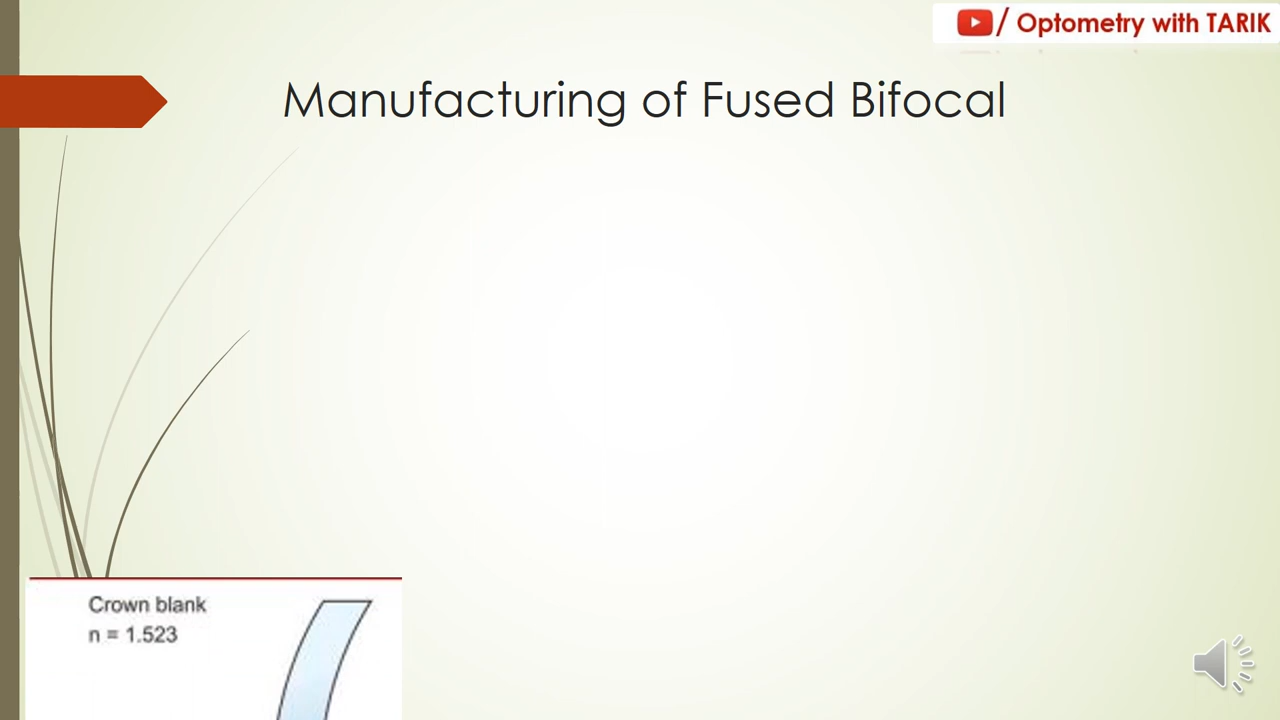 / Optometry with TARIK
Manufacturing of Fused Bifocal
Crown blank
n = 1.523